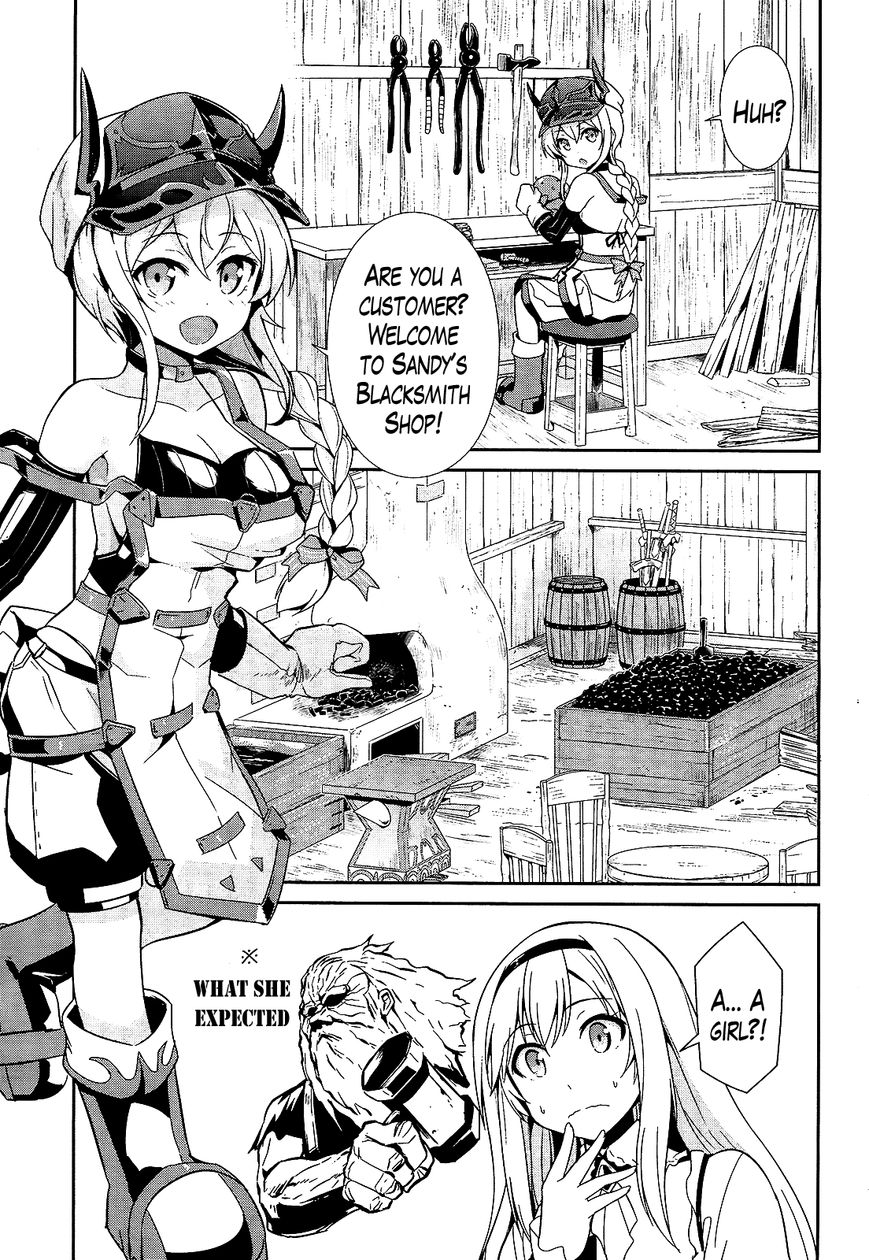 HUH?
ARE YOU A
CUSTOMER?
WELCOME
TO SANDY'S
BLACKSMITH
SHOP!
※
WHAT SHE
EXPECTED
A... A
GIRL?!